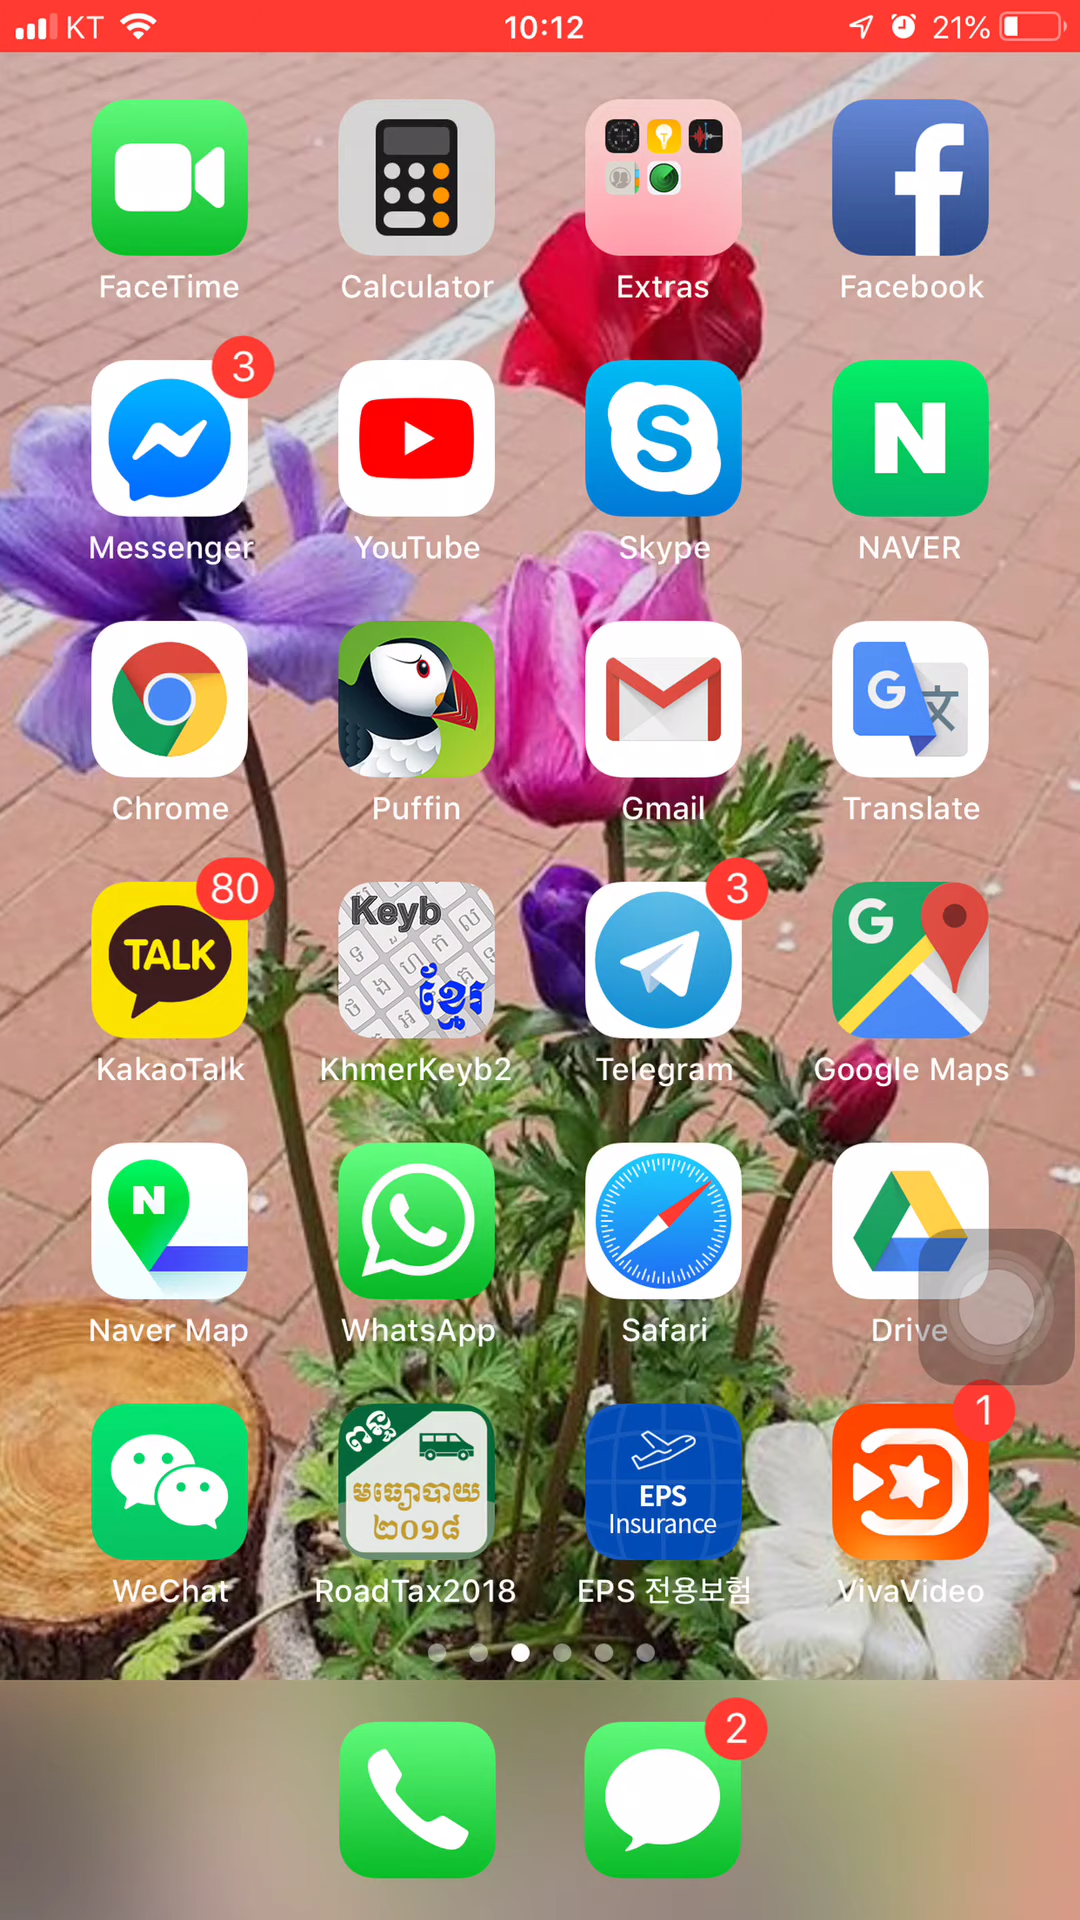 KT 10:12 21%
FaceTime Calculator Extras Facebook
3
Messenger YouTube Skype NAVER
Chrome Puffin Gmail Translate
80 3
TALK Keyb ខ្មែរ
KakaoTalk KhmerKeyb2 Telegram Google Maps
Naver Map WhatsApp Safari Drive
1
ពន្ធ
មធ្យោបាយ
២០១៨
EPS
Insurance
WeChat RoadTax2018 EPS 전용보험 VivaVideo
2